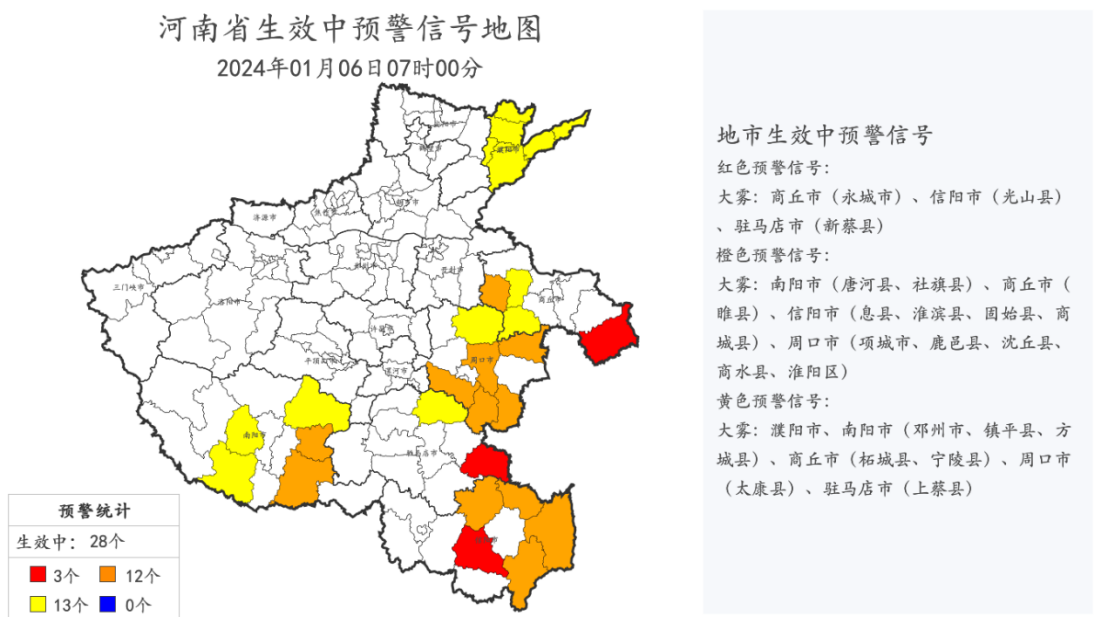 河南省生效中预警信号地图
2024年01月06日07时00分
安阳市
鹤壁市
濮阳市
新乡市
焦作市
济源市
三门峡市
洛阳市
郑州市
开封市
商丘市
许昌市
平顶山市
漯河市
周口市
南阳市
驻马店市
信阳市
预警统计
生效中: 28个
3个 12个
13个 0个
地市生效中预警信号
红色预警信号:
大雾: 商丘市（永城市）、信阳市（光山县）
、驻马店市（新蔡县）
橙色预警信号:
大雾: 南阳市（唐河县、社旗县）、商丘市（
睢县）、信阳市（息县、淮滨县、固始县、商
城县）、周口市（项城市、鹿邑县、沈丘县、
商水县、淮阳区）
黄色预警信号:
大雾: 濮阳市、南阳市（邓州市、镇平县、方
城县）、商丘市（柘城县、宁陵县）、周口市
（太康县）、驻马店市（上蔡县）